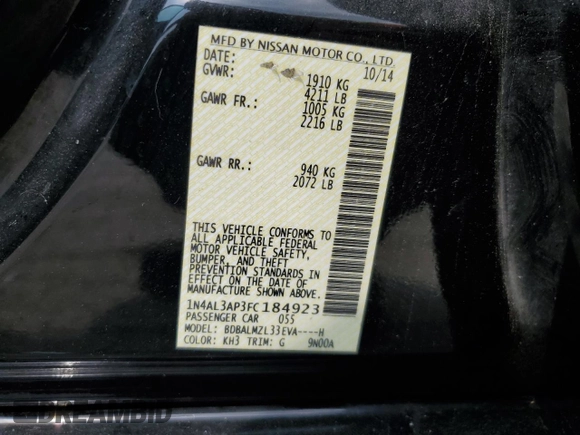 MFD BY NISSAN MOTOR CO., LTD.
DATE: 10/14
GVWR: 1910 KG
4211 LB
GAWR FR.: 1005 KG
2216 LB
GAWR RR.: 940 KG
2072 LB
THIS VEHICLE CONFORMS TO
ALL APPLICABLE FEDERAL
MOTOR VEHICLE SAFETY,
BUMPER, AND THEFT
PREVENTION STANDARDS IN
EFFECT ON THE DATE OF
MANUFACTURE SHOWN ABOVE.
1N4AL3AP3FC184923
PASSENGER CAR 055
MODEL: BDBALMZL33EVA----H
COLOR: KH3 TRIM: G 9N00A
DREAMBID